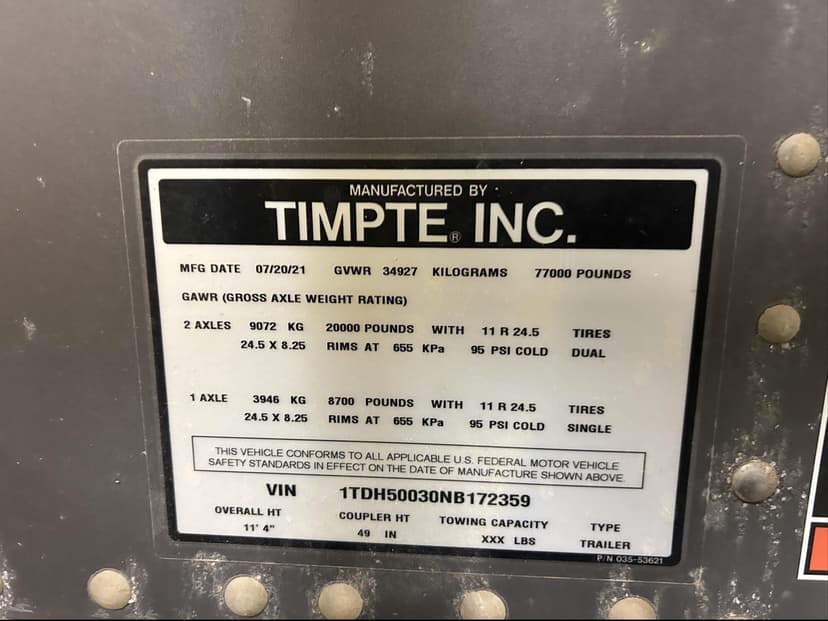 MANUFACTURED BY
TIMPTE® INC.
MFG DATE 07/20/21 GVWR 34927 KILOGRAMS 77000 POUNDS
GAWR (GROSS AXLE WEIGHT RATING)
2 AXLES 9072 KG 20000 POUNDS WITH 11 R 24.5 TIRES
24.5 X 8.25 RIMS AT 655 KPa 95 PSI COLD DUAL
1 AXLE 3946 KG 8700 POUNDS WITH 11 R 24.5 TIRES
24.5 X 8.25 RIMS AT 655 KPa 95 PSI COLD SINGLE
THIS VEHICLE CONFORMS TO ALL APPLICABLE U.S. FEDERAL MOTOR VEHICLE
SAFETY STANDARDS IN EFFECT ON THE DATE OF MANUFACTURE SHOWN ABOVE.
VIN 1TDH50030NB172359
OVERALL HT COUPLER HT TOWING CAPACITY TYPE
11' 4" 49 IN XXX LBS TRAILER
P/N 035-53621